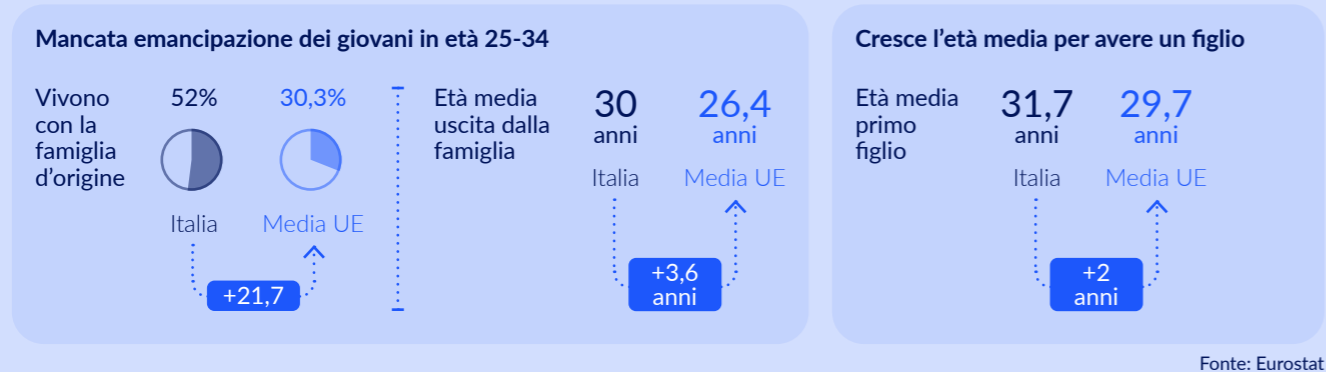 Mancata emancipazione dei giovani in età 25-34
Vivono
con la
famiglia
d'origine
52%
30,3%
Italia
Media UE
+21,7
Età media
uscita dalla
famiglia
30
anni
26,4
anni
Italia
Media UE
+3,6
anni
Cresce l’età media per avere un figlio
Età media
primo
figlio
31,7
anni
29,7
anni
Italia
Media UE
+2
anni
Fonte: Eurostat